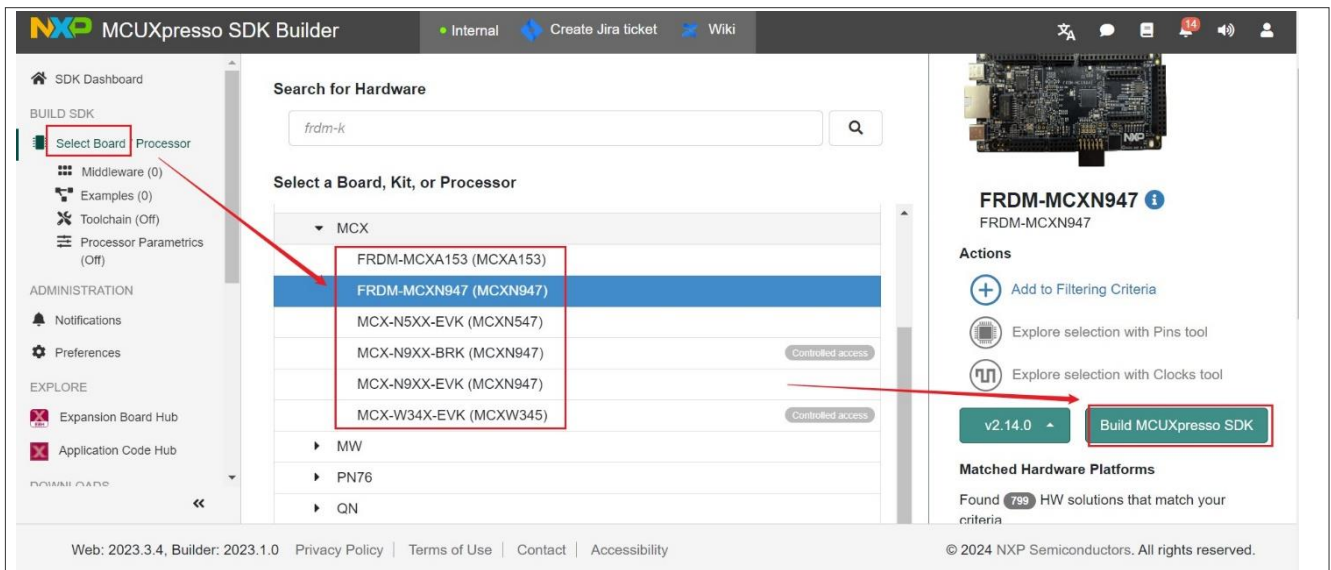 NXP MCUXpresso SDK Builder
Internal
Create Jira ticket
Wiki
14
SDK Dashboard
BUILD SDK
Select Board / Processor
Middleware (0)
Examples (0)
Toolchain (Off)
Processor Parametrics
(Off)
ADMINISTRATION
Notifications
Preferences
EXPLORE
Expansion Board Hub
Application Code Hub
DOWNLOADS
«
Search for Hardware
frdm-k
Select a Board, Kit, or Processor
MCX
FRDM-MCXA153 (MCXA153)
FRDM-MCXN947 (MCXN947)
MCX-N5XX-EVK (MCXN547)
MCX-N9XX-BRK (MCXN947) Controlled access
MCX-N9XX-EVK (MCXN947)
MCX-W34X-EVK (MCXW345) Controlled access
MW
PN76
QN
NXP
FRDM-MCXN947
FRDM-MCXN947
Actions
Add to Filtering Criteria
Explore selection with Pins tool
Explore selection with Clocks tool
v2.14.0
Build MCUXpresso SDK
Matched Hardware Platforms
Found 799 HW solutions that match your
criteria
Web: 2023.3.4, Builder: 2023.1.0 Privacy Policy | Terms of Use | Contact | Accessibility
© 2024 NXP Semiconductors. All rights reserved.